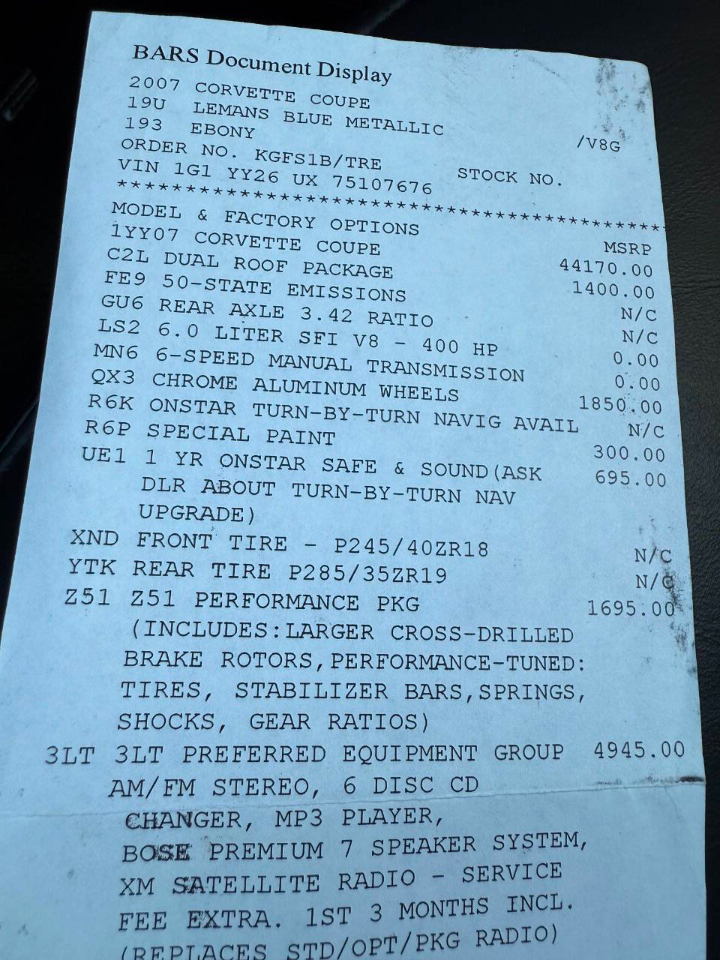 BARS Document Display
2007 CORVETTE COUPE
19U LEMANS BLUE METALLIC /V8G
193 EBONY
ORDER NO. KGFS1B/TRE STOCK NO.
VIN 1G1 YY26 UX 75107676
******************************************
MODEL & FACTORY OPTIONS MSRP
1YY07 CORVETTE COUPE 44170.00
C2L DUAL ROOF PACKAGE 1400.00
FE9 50-STATE EMISSIONS N/C
GU6 REAR AXLE 3.42 RATIO N/C
LS2 6.0 LITER SFI V8 - 400 HP 0.00
MN6 6-SPEED MANUAL TRANSMISSION 0.00
QX3 CHROME ALUMINUM WHEELS 1850.00
R6K ONSTAR TURN-BY-TURN NAVIG AVAIL N/C
R6P SPECIAL PAINT 300.00
UE1 1 YR ONSTAR SAFE & SOUND(ASK 695.00
DLR ABOUT TURN-BY-TURN NAV
UPGRADE)
XND FRONT TIRE - P245/40ZR18 N/C
YTK REAR TIRE P285/35ZR19 N/C
Z51 Z51 PERFORMANCE PKG 1695.00
(INCLUDES:LARGER CROSS-DRILLED
BRAKE ROTORS,PERFORMANCE-TUNED:
TIRES, STABILIZER BARS,SPRINGS,
SHOCKS, GEAR RATIOS)
3LT 3LT PREFERRED EQUIPMENT GROUP 4945.00
AM/FM STEREO, 6 DISC CD
CHANGER, MP3 PLAYER,
BOSE PREMIUM 7 SPEAKER SYSTEM,
XM SATELLITE RADIO - SERVICE
FEE EXTRA. 1ST 3 MONTHS INCL.
(REPLACES STD/OPT/PKG RADIO)